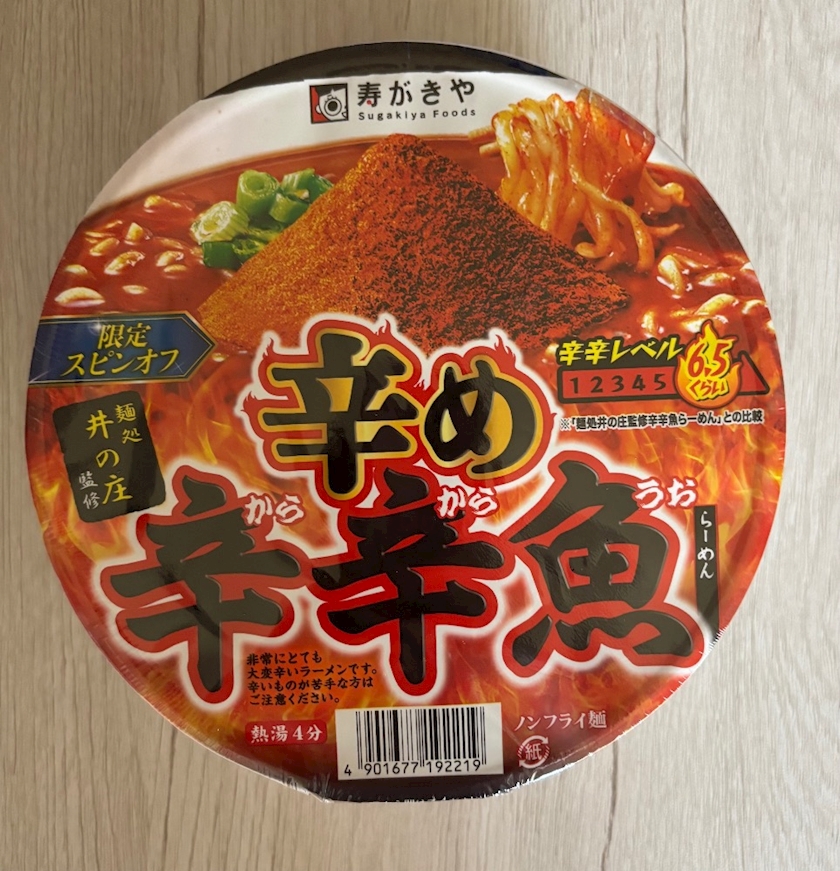 寿がきや
Sugakiya Foods
限定
スピンオフ
辛辛レベル
1 2 3 4 5 6.5
くらい
※「麺処井の庄監修辛辛魚らーめん」との比較
麺処
井の庄
監修
辛め
から から うお
辛辛魚
らーめん
非常にとても
大変辛いラーメンです。
辛いものが苦手な方は
ご注意ください。
熱湯4分
ノンフライ麺
紙
4 901677 192219